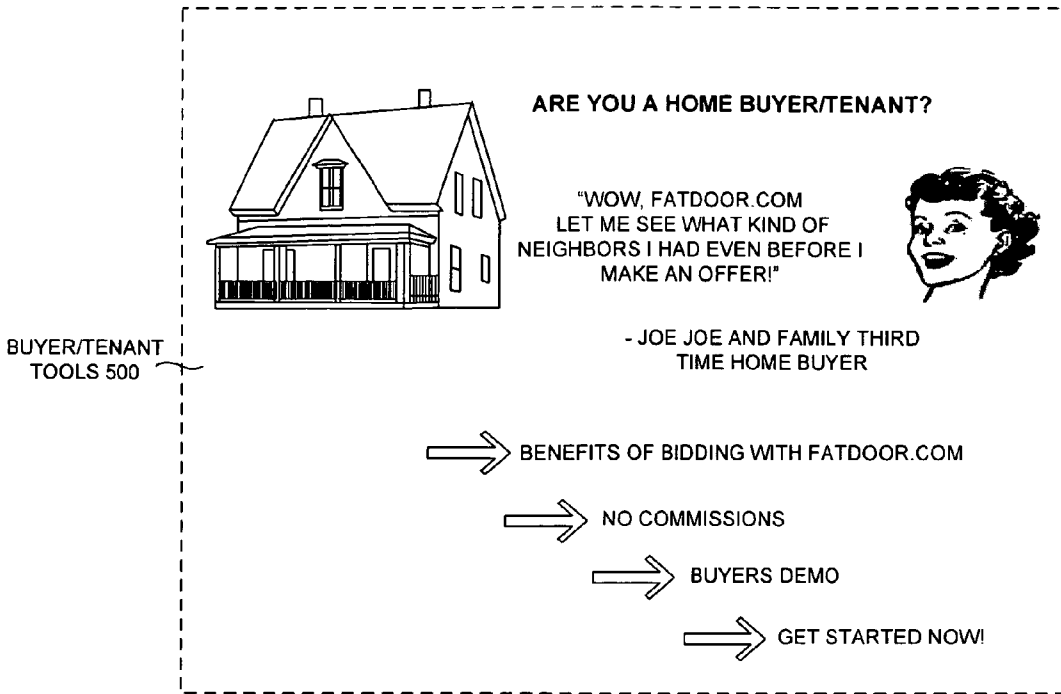 ARE YOU A HOME BUYER/TENANT?
"WOW, FATDOOR.COM
LET ME SEE WHAT KIND OF
NEIGHBORS I HAD EVEN BEFORE I
MAKE AN OFFER!"
- JOE JOE AND FAMILY THIRD
TIME HOME BUYER
BUYER/TENANT
TOOLS 500
BENEFITS OF BIDDING WITH FATDOOR.COM
NO COMMISSIONS
BUYERS DEMO
GET STARTED NOW!